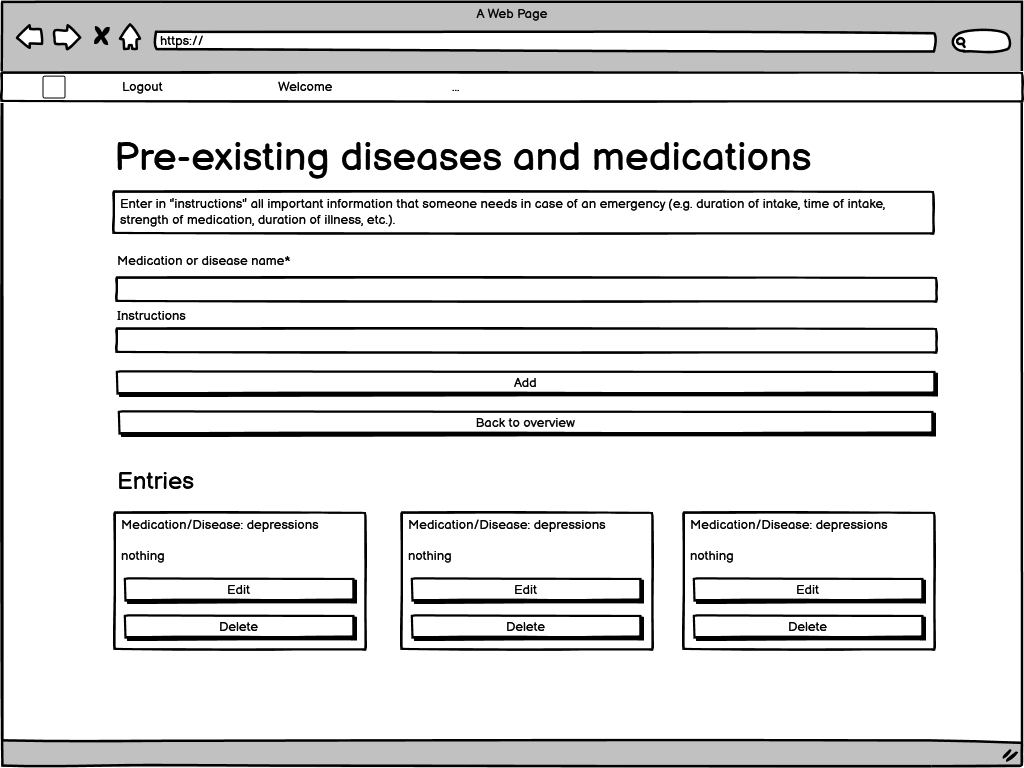 A Web Page
https://
Logout Welcome ...
Pre-existing diseases and medications
Enter in "instructions" all important information that someone needs in case of an emergency (e.g. duration of intake, time of intake,
strength of medication, duration of illness, etc.).
Medication or disease name*
Instructions
Add
Back to overview
Entries
Medication/Disease: depressions
nothing
Edit
Delete
Medication/Disease: depressions
nothing
Edit
Delete
Medication/Disease: depressions
nothing
Edit
Delete